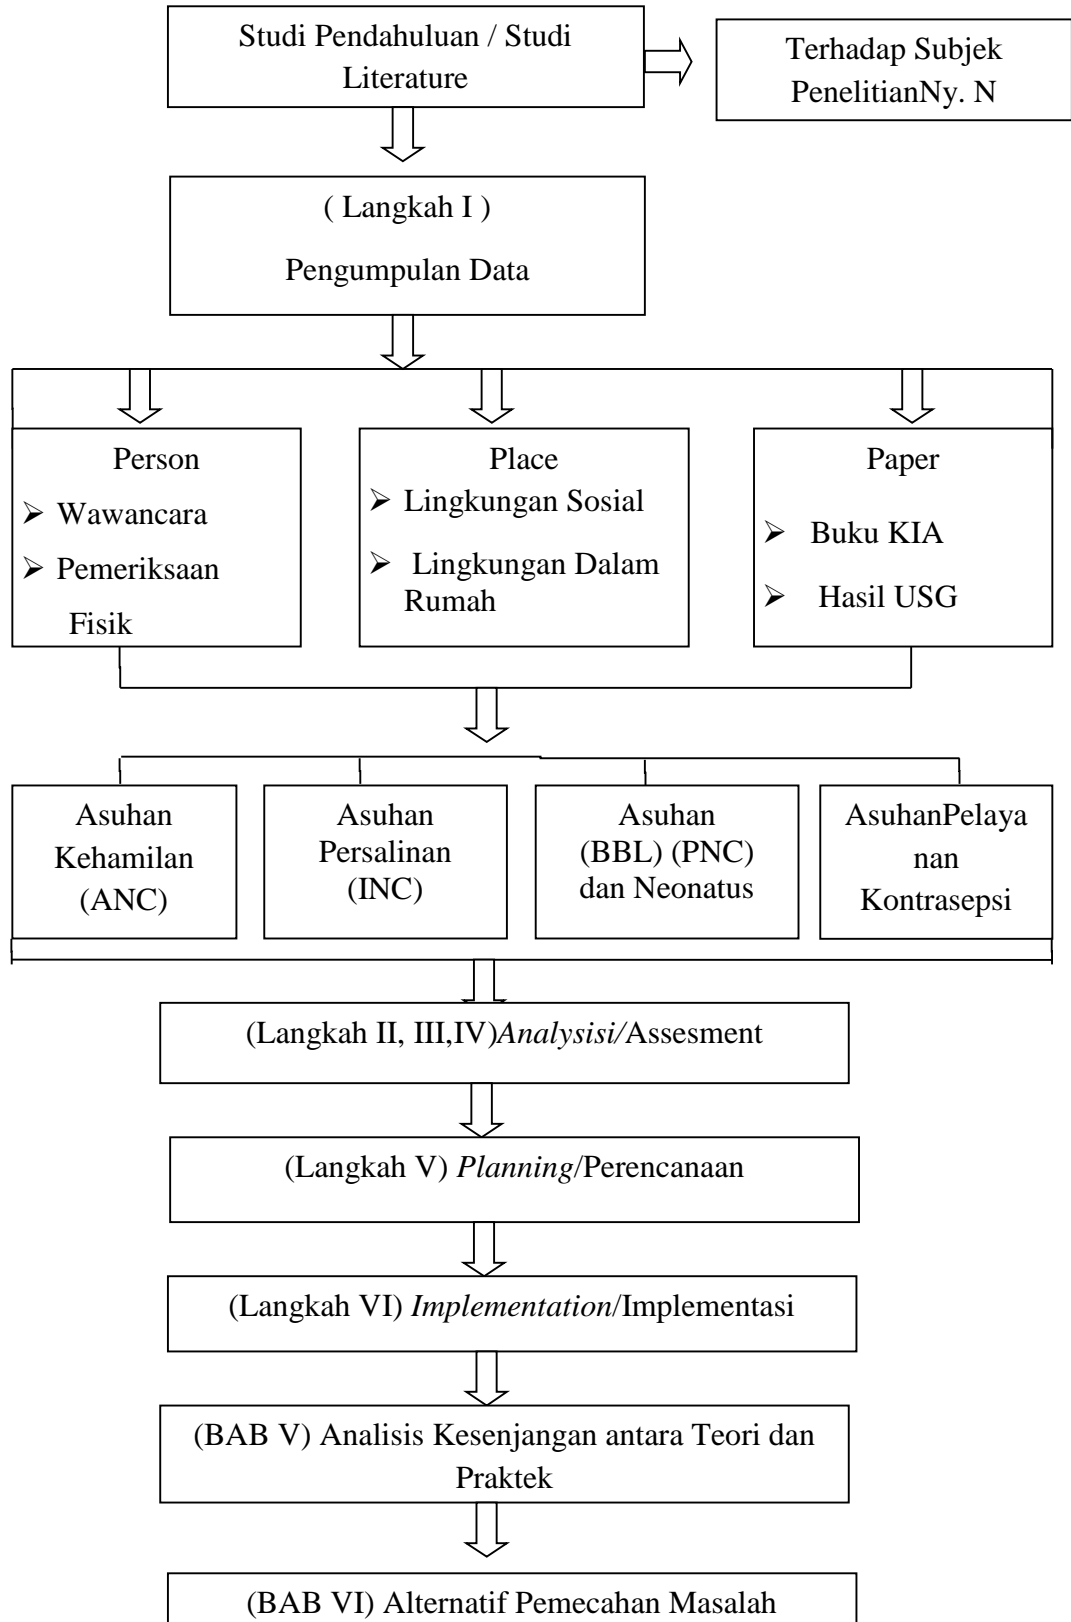 Studi Pendahuluan / Studi
Literature
Terhadap Subjek
PenelitianNy. N
( Langkah I )
Pengumpulan Data
Person
Wawancara
Pemeriksaan
Fisik
Place
Lingkungan Sosial
Lingkungan Dalam
Rumah
Paper
Buku KIA
Hasil USG
Asuhan
Kehamilan
(ANC)
Asuhan
Persalinan
(INC)
Asuhan
(BBL) (PNC)
dan Neonatus
AsuhanPelaya
nan
Kontrasepsi
(Langkah II, III,IV)Analysisi/Assesment
(Langkah V) Planning/Perencanaan
(Langkah VI) Implementation/Implementasi
(BAB V) Analisis Kesenjangan antara Teori dan
Praktek
(BAB VI) Alternatif Pemecahan Masalah